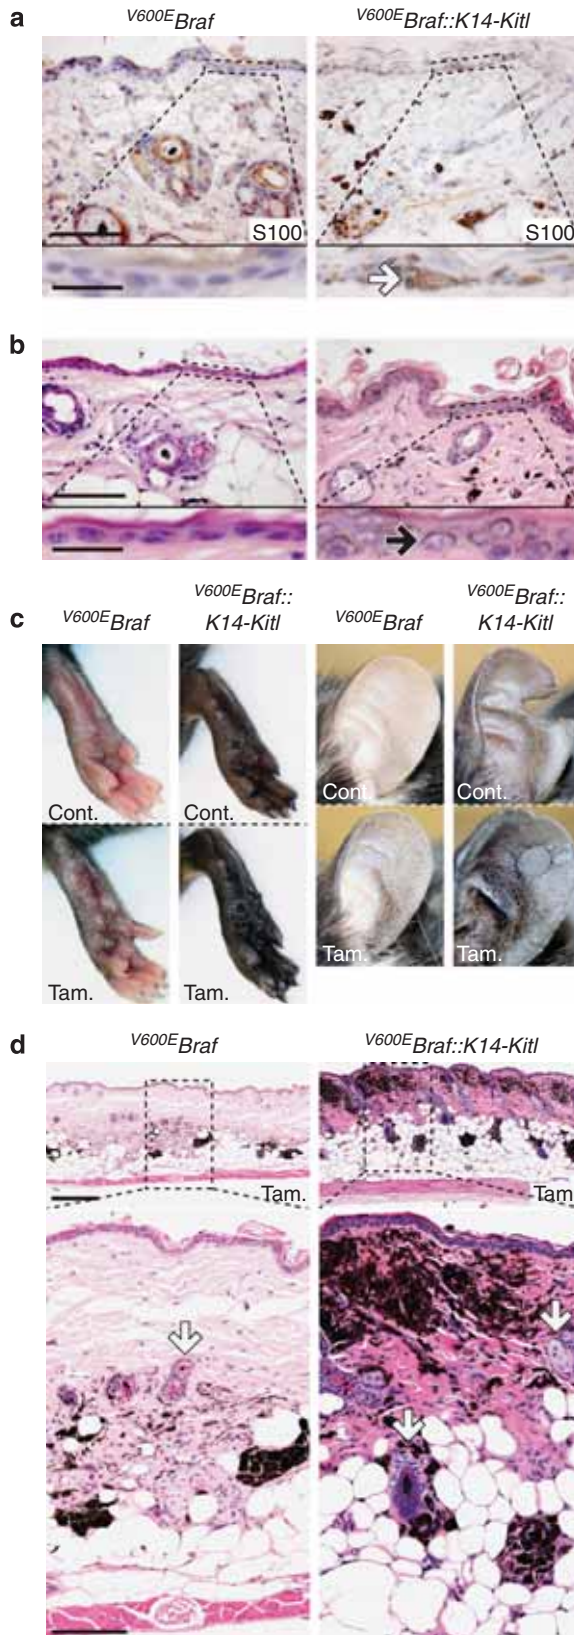 a
V600EBraf
V600EBraf::K14-Kitl
S100
S100
b
c
V600EBraf
V600EBraf::
K14-Kitl
V600EBraf
V600EBraf::
K14-Kitl
Cont.
Cont.
Cont.
Cont.
Tam.
Tam.
Tam.
Tam.
d
V600EBraf
V600EBraf::K14-Kitl
Tam.
Tam